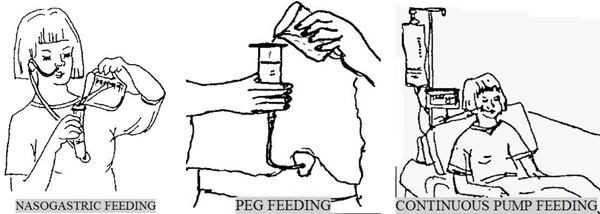 NASOGASTRIC FEEDING
PEG FEEDING
CONTINUOUS PUMP FEEDING